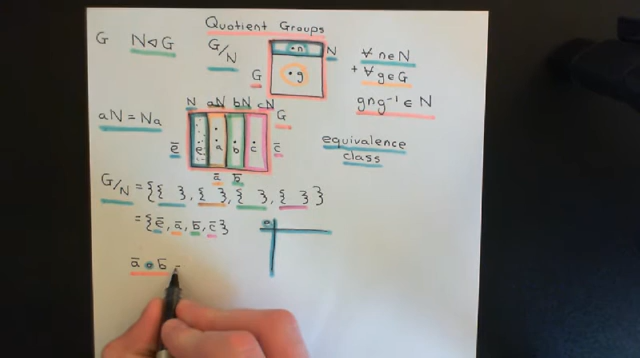 Quotient Groups
G N ◁ G G/N
n N
G g
∀ n∈N
+ ∀ g∈G
gng⁻¹ ∈ N
N aN bN cN
aN = Na
G
e a b c
ē c̄
ā b̄
equivalence
class
G/N = {{ }, { }, { }, { }}
= {ē, ā, b̄, c̄}
ā ∘ b̄ =